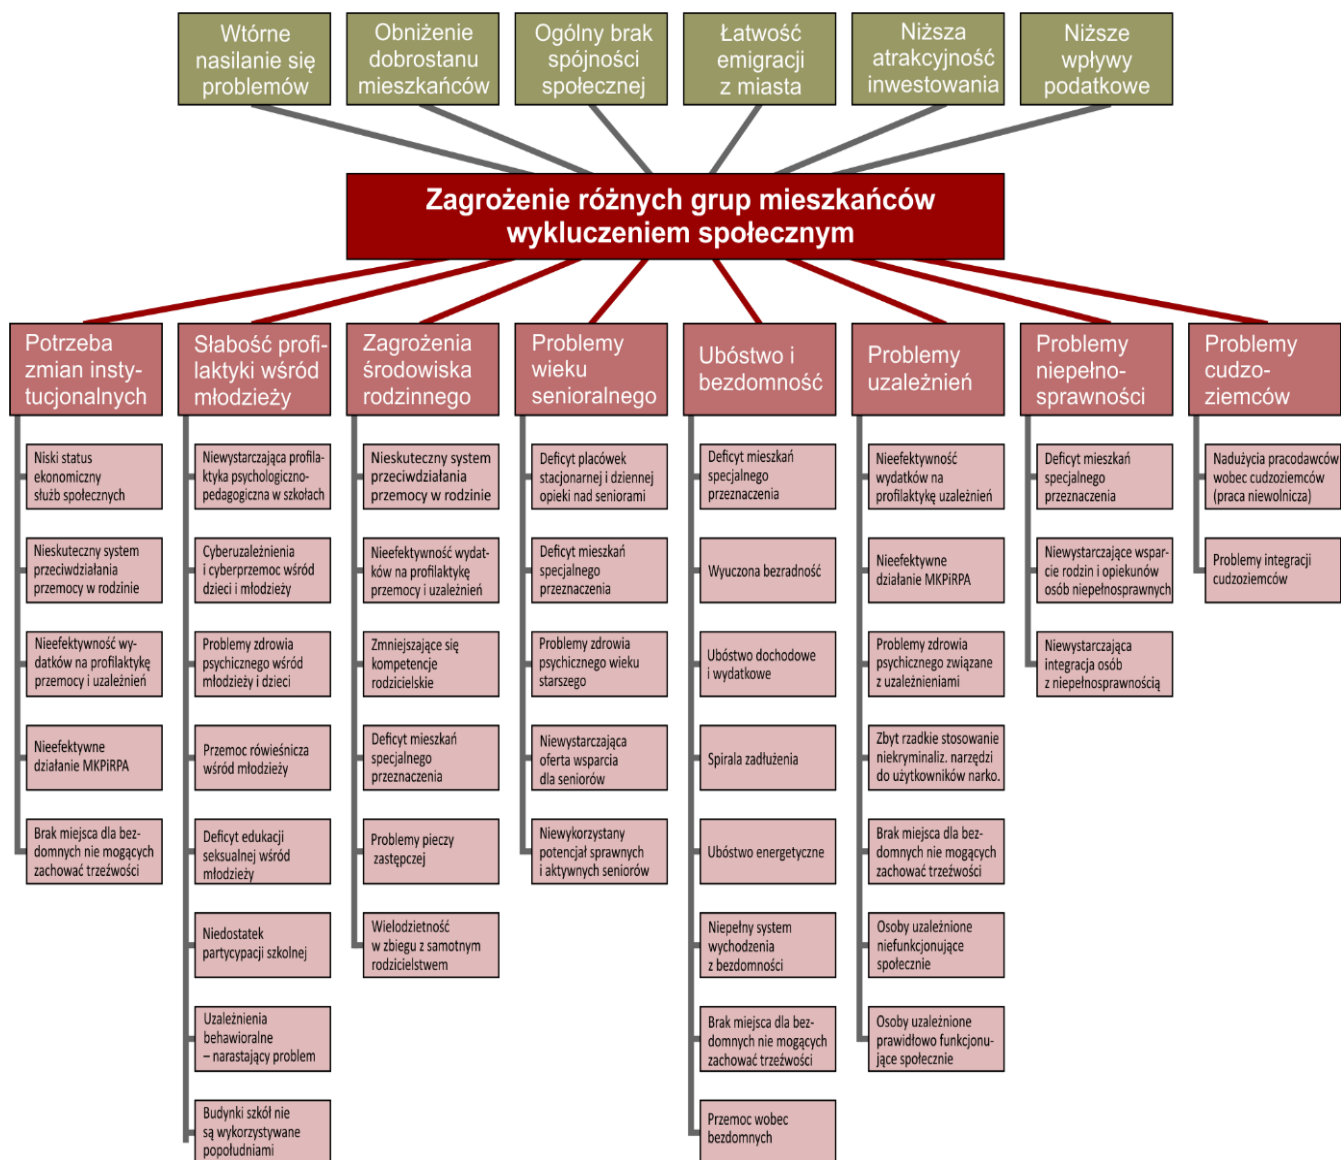 Wtórne
nasilanie się
problemów
Obniżenie
dobrostanu
mieszkańców
Ogólny brak
spójności
społecznej
Łatwość
emigracji
z miasta
Niższa
atrakcyjność
inwestowania
Niższe
wpływy
podatkowe
Zagrożenie różnych grup mieszkańców
wykluczeniem społecznym
Potrzeba
zmian insty-
tucjonalnych
Niski status
ekonomiczny
służb społecznych
Nieskuteczny system
przeciwdziałania
przemocy w rodzinie
Nieefektywność wy-
datków na profilaktykę
przemocy i uzależnień
Nieefektywne
działanie MKPiRPA
Brak miejsca dla bez-
domnych nie mogących
zachować trzeźwości
Słabość profi-
laktyki wśród
młodzieży
Niewystarczająca profila-
ktyka psychologiczno-
pedagogiczna w szkołach
Cyberuzależnienia
i cyberprzemoc wśród
dzieci i młodzieży
Problemy zdrowia
psychicznego wśród
młodzieży i dzieci
Przemoc rówieśnicza
wśród młodzieży
Deficyt edukacji
seksualnej wśród
młodzieży
Niedostatek
partycypacji szkolnej
Uzależnienia
behawioralne
– narastający problem
Budynki szkół nie
są wykorzystywane
popołudniami
Zagrożenia
środowiska
rodzinnego
Nieskuteczny system
przeciwdziałania
przemocy w rodzinie
Nieefektywność wydat-
ków na profilaktykę
przemocy i uzależnień
Zmniejszające się
kompetencje
rodzicielskie
Deficyt mieszkań
specjalnego
przeznaczenia
Problemy pieczy
zastępczej
Wielodzietność
w zbiegu z samotnym
rodzicielstwem
Problemy
wieku
senioralnego
Deficyt placówek
stacjonarnej i dziennej
opieki nad seniorami
Deficyt mieszkań
specjalnego
przeznaczenia
Problemy zdrowia
psychicznego wieku
starszego
Niewystarczająca
oferta wsparcia
dla seniorów
Niewykorzystany
potencjał sprawnych
i aktywnych seniorów
Ubóstwo i
bezdomność
Deficyt mieszkań
specjalnego
przeznaczenia
Wyuczona bezradność
Ubóstwo dochodowe
i wydatkowe
Spirala zadłużenia
Ubóstwo energetyczne
Niepełny system
wychodzenia
z bezdomności
Brak miejsca dla bez-
domnych nie mogących
zachować trzeźwości
Przemoc wobec
bezdomnych
Problemy
uzależnień
Nieefektywność
wydatków na
profilaktykę uzależnień
Nieefektywne
działanie MKPiRPA
Problemy zdrowia
psychicznego związane
z uzależnieniami
Zbyt rzadkie stosowanie
niekryminaliz. narzędzi
do użytkowników narko.
Brak miejsca dla bez-
domnych nie mogących
zachować trzeźwości
Osoby uzależnione
niefunkcjonujące
społecznie
Osoby uzależnione
prawidłowo funkcjonu-
jące społecznie
Problemy
niepełno-
sprawności
Deficyt mieszkań
specjalnego
przeznaczenia
Niewystarczające wspar-
cie rodzin i opiekunów
osób niepełnosprawnych
Niewystarczająca
integracja osób
z niepełnosprawnością
Problemy
cudzo-
ziemców
Nadużycia pracodawców
wobec cudzoziemców
(praca niewolnicza)
Problemy integracji
cudzoziemców